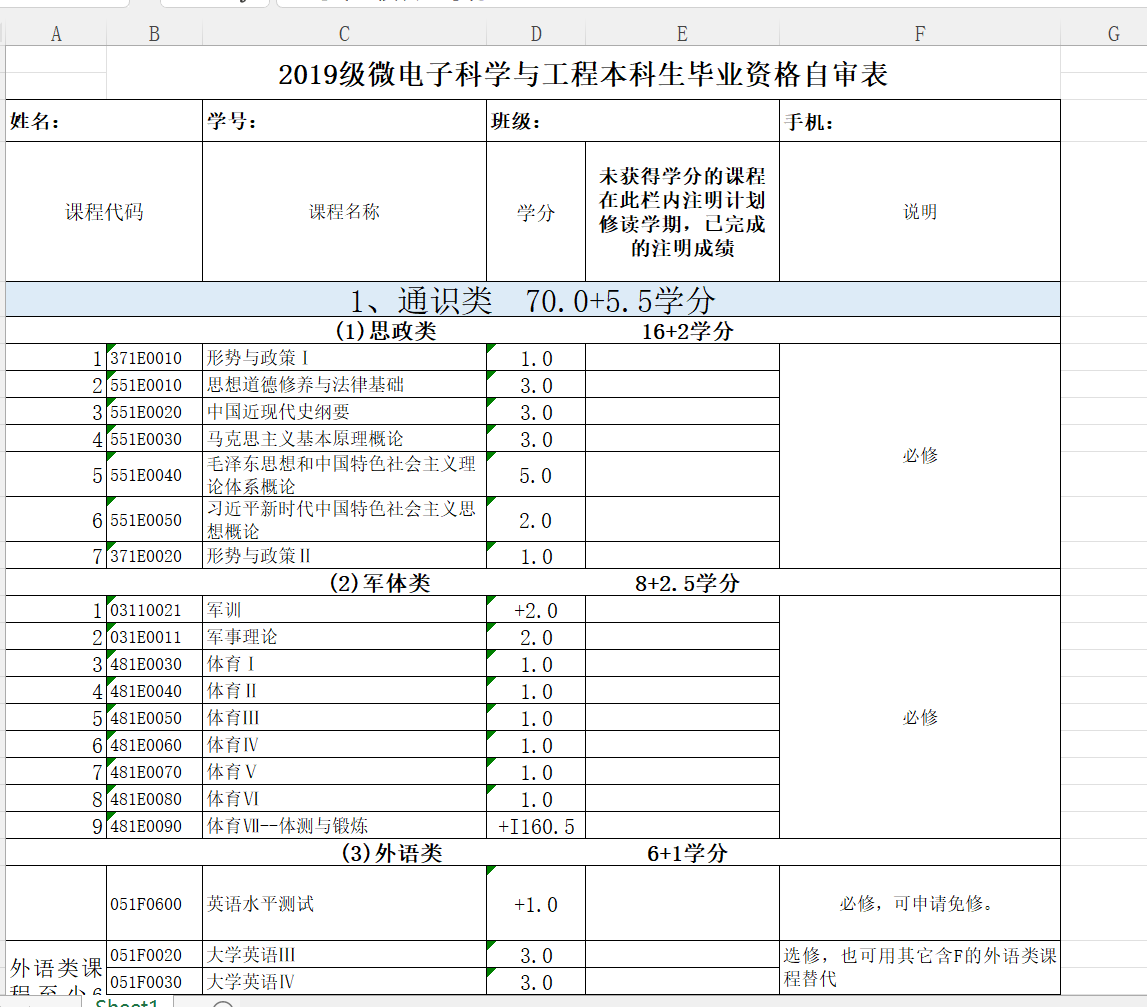 A B C D E F G
2019级微电子科学与工程本科生毕业资格自审表
姓名： 学号： 班级： 手机：
课程代码 课程名称 学分 未获得学分的课程
在此栏内注明计划
修读学期，已完成
的注明成绩 说明
1、通识类 70.0+5.5学分
(1)思政类 16+2学分
1 371E0010 形势与政策Ⅰ 1.0
2 551E0010 思想道德修养与法律基础 3.0
3 551E0020 中国近现代史纲要 3.0
4 551E0030 马克思主义基本原理概论 3.0
必修
5 551E0040 毛泽东思想和中国特色社会主义理
论体系概论 5.0
6 551E0050 习近平新时代中国特色社会主义思
想概论 2.0
7 371E0020 形势与政策Ⅱ 1.0
(2)军体类 8+2.5学分
1 03110021 军训 +2.0
2 031E0011 军事理论 2.0
3 481E0030 体育Ⅰ 1.0
4 481E0040 体育Ⅱ 1.0
5 481E0050 体育Ⅲ 1.0 必修
6 481E0060 体育Ⅳ 1.0
7 481E0070 体育Ⅴ 1.0
8 481E0080 体育Ⅵ 1.0
9 481E0090 体育Ⅶ--体测与锻炼 +I160.5
(3)外语类 6+1学分
051F0600 英语水平测试 +1.0 必修，可申请免修。
外语类课
程至少6
051F0020 大学英语Ⅲ 3.0
051F0030 大学英语Ⅳ 3.0
选修，也可用其它含F的外语类课
程替代
Sheet1